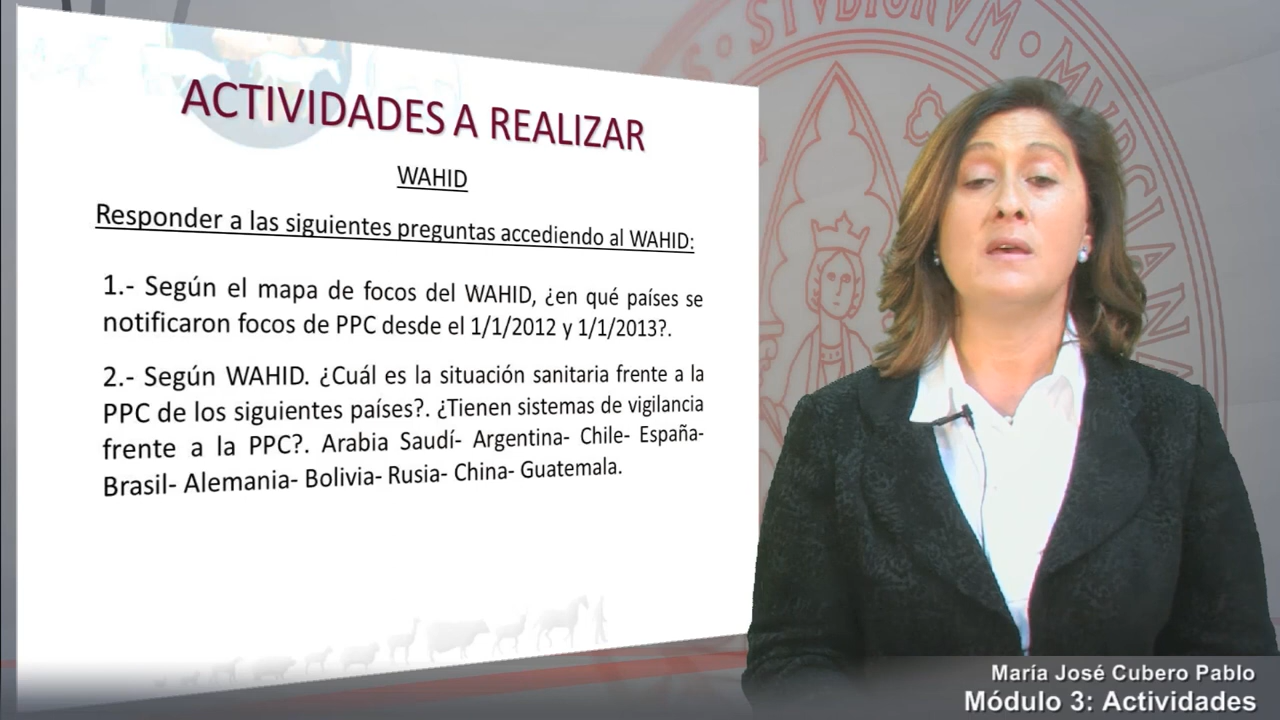 STVDIORVM MVRCIANA
ACTIVIDADES A REALIZAR
WAHID
Responder a las siguientes preguntas accediendo al WAHID:
1.- Según el mapa de focos del WAHID, ¿en qué países se
notificaron focos de PPC desde el 1/1/2012 y 1/1/2013?.
2.- Según WAHID. ¿Cuál es la situación sanitaria frente a la
PPC de los siguientes países?. ¿Tienen sistemas de vigilancia
frente a la PPC?. Arabia Saudí- Argentina- Chile- España-
Brasil- Alemania- Bolivia- Rusia- China- Guatemala.
María José Cubero Pablo
Módulo 3: Actividades